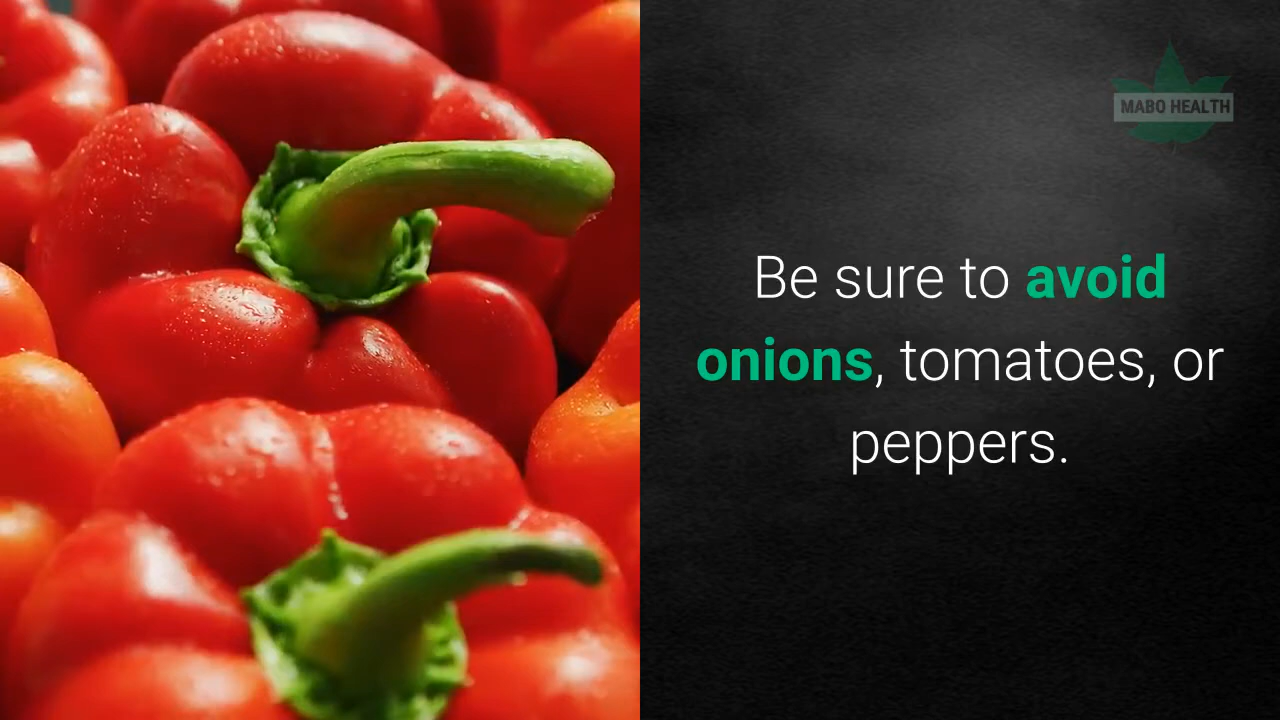 MABO HEALTH
Be sure to avoid
onions, tomatoes, or
peppers.